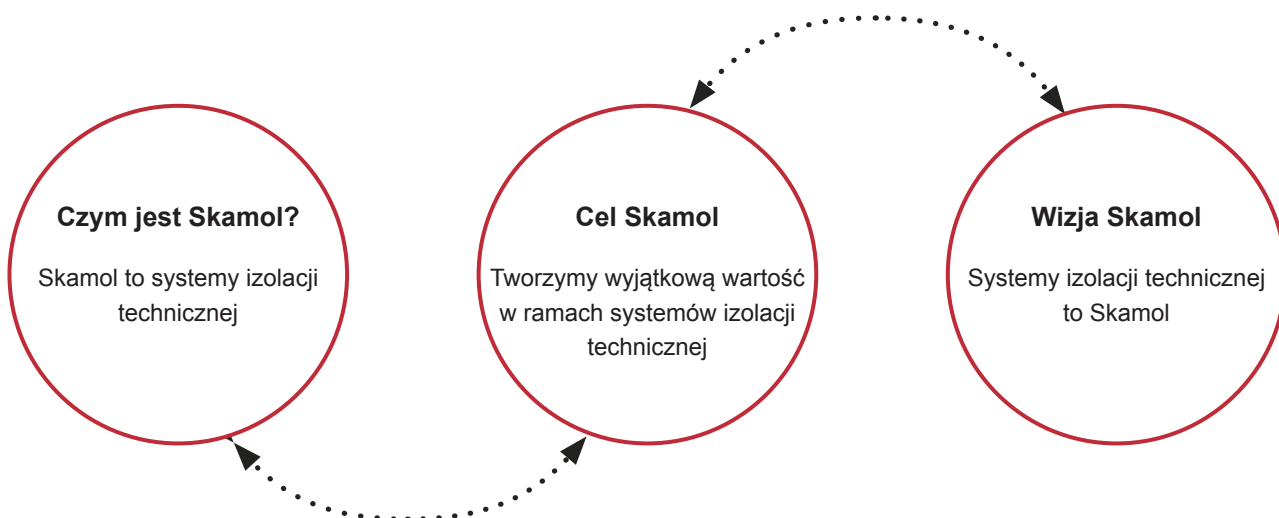 Czym jest Skamol?
Skamol to systemy izolacji
technicznej
Cel Skamol
Tworzymy wyjątkową wartość
w ramach systemów izolacji
technicznej
Wizja Skamol
Systemy izolacji technicznej
to Skamol